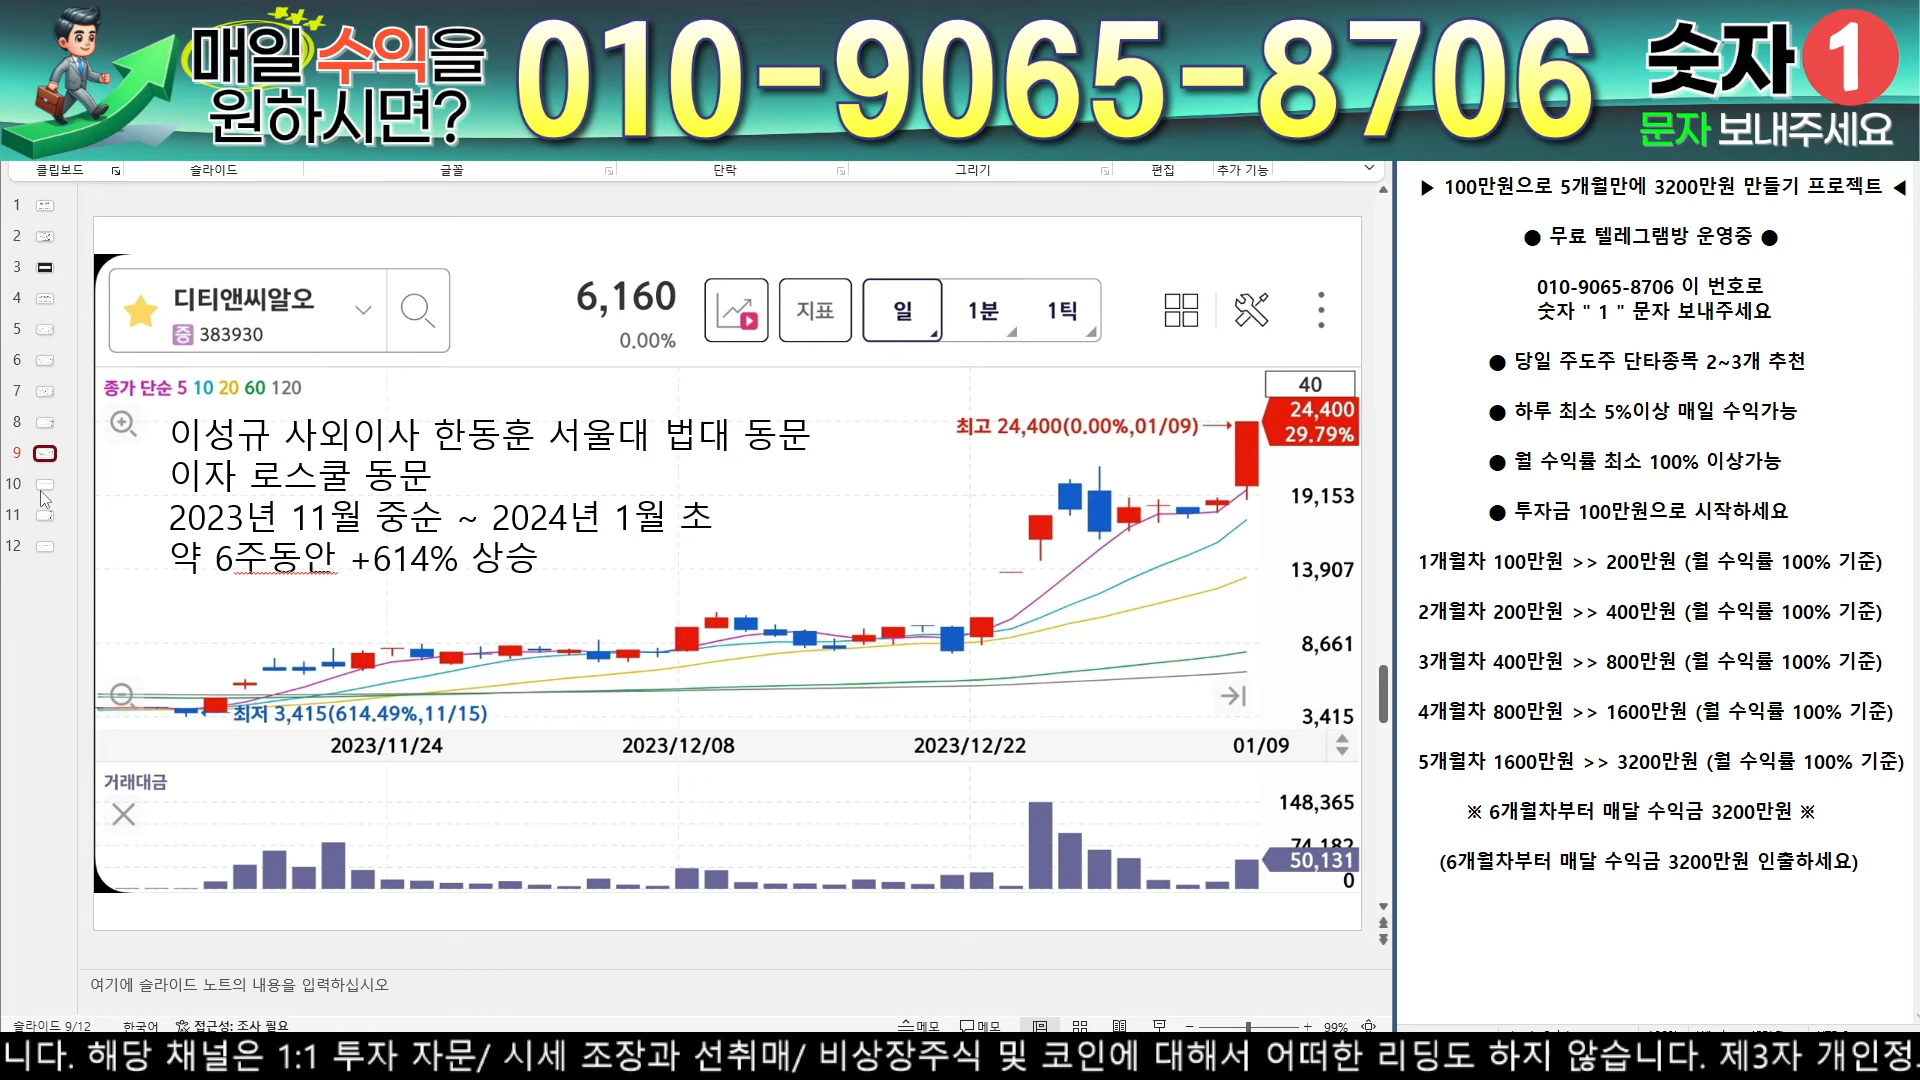 매일 수익을
원하시면?
010-9065-8706
숫자 1
문자 보내주세요
클립보드
슬라이드
글꼴
단락
그리기
편집
추가 기능
1
2
3
4
5
6
7
8
9
10
11
12
디티앤씨알오
증 383930
6,160
0.00%
지표
일
1분
1틱
종가 단순 5 10 20 60 120
이성규 사외이사 한동훈 서울대 법대 동문
이자 로스쿨 동문
2023년 11월 중순 ~ 2024년 1월 초
약 6주동안 +614% 상승
최고 24,400(0.00%,01/09)
40
24,400
29.79%
19,153
13,907
8,661
3,415
최저 3,415(614.49%,11/15)
2023/11/24
2023/12/08
2023/12/22
01/09
거래대금
148,365
74,182
50,131
0
여기에 슬라이드 노트의 내용을 입력하십시오
슬라이드 9/12
한국어
접근성: 조사 필요
메모
메모
99%
▶ 100만원으로 5개월만에 3200만원 만들기 프로젝트 ◀
● 무료 텔레그램방 운영중 ●
010-9065-8706 이 번호로
숫자 " 1 " 문자 보내주세요
● 당일 주도주 단타종목 2~3개 추천
● 하루 최소 5%이상 매일 수익가능
● 월 수익률 최소 100% 이상가능
● 투자금 100만원으로 시작하세요
1개월차 100만원 >> 200만원 (월 수익률 100% 기준)
2개월차 200만원 >> 400만원 (월 수익률 100% 기준)
3개월차 400만원 >> 800만원 (월 수익률 100% 기준)
4개월차 800만원 >> 1600만원 (월 수익률 100% 기준)
5개월차 1600만원 >> 3200만원 (월 수익률 100% 기준)
※ 6개월차부터 매달 수익금 3200만원 ※
(6개월차부터 매달 수익금 3200만원 인출하세요)
니다. 해당 채널은 1:1 투자 자문/ 시세 조장과 선취매/ 비상장주식 및 코인에 대해서 어떠한 리딩도 하지 않습니다. 제3자 개인정